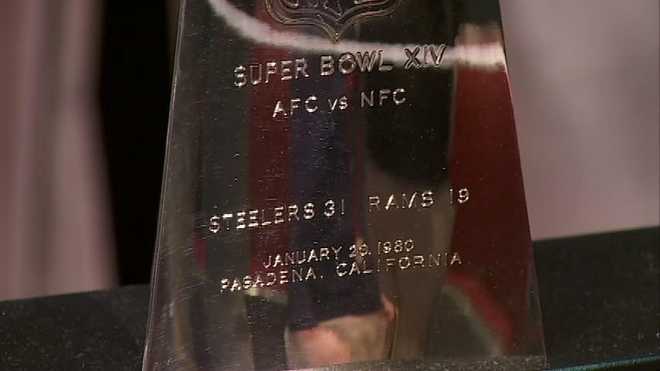 SUPER BOWL XIV
AFC VS NFC
STEELERS 31 RAMS 19
JANUARY 20, 1980
PASADENA, CALIFORNIA